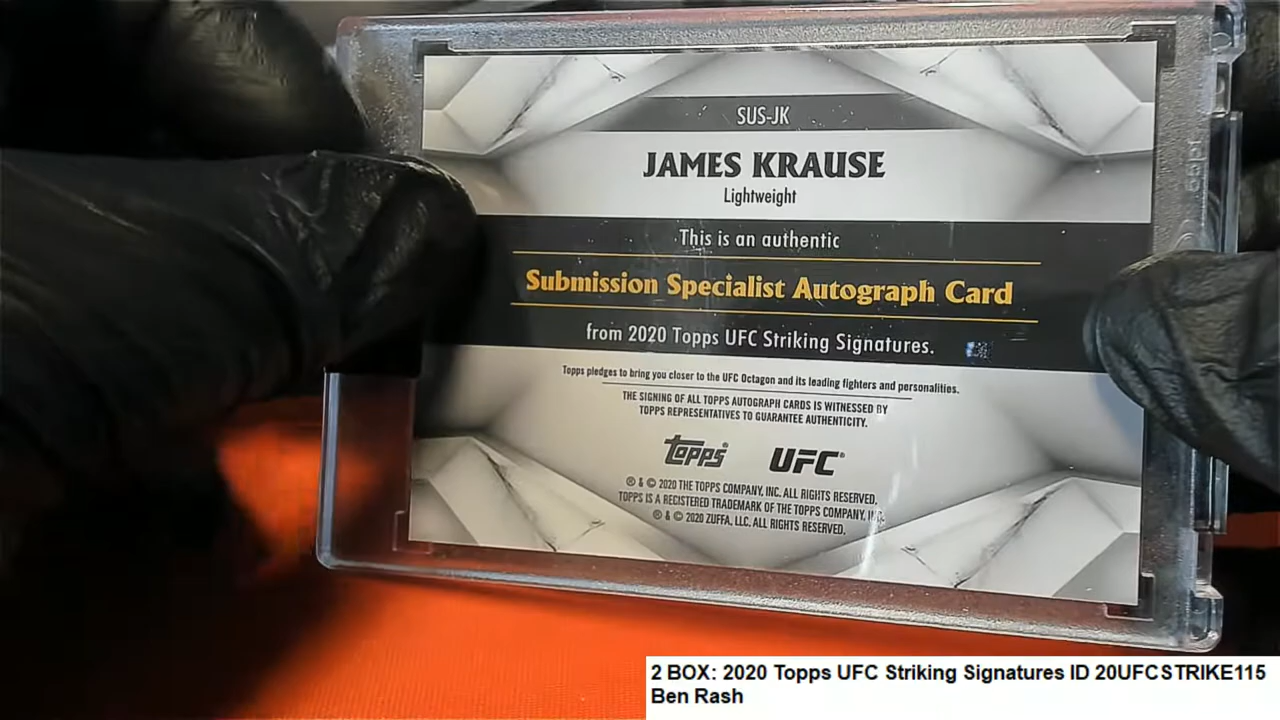 SUS-JK
JAMES KRAUSE
Lightweight
This is an authentic
Submission Specialist Autograph Card
from 2020 Topps UFC Striking Signatures.
Topps pledges to bring you closer to the UFC Octagon and its leading fighters and personalities.
THE SIGNING OF ALL TOPPS AUTOGRAPH CARDS IS WITNESSED BY
TOPPS REPRESENTATIVES TO GUARANTEE AUTHENTICITY.
topps® UFC®
® & © 2020 THE TOPPS COMPANY, INC. ALL RIGHTS RESERVED.
TOPPS IS A REGISTERED TRADEMARK OF THE TOPPS COMPANY, INC.
® & © 2020 ZUFFA, LLC. ALL RIGHTS RESERVED.
2 BOX: 2020 Topps UFC Striking Signatures ID 20UFCSTRIKE115
Ben Rash